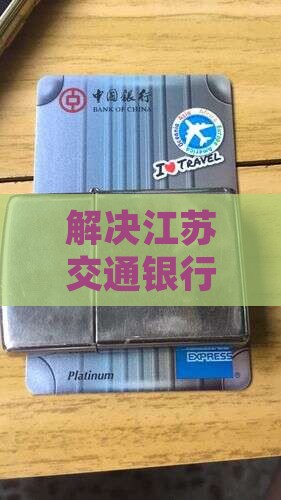 中国银行
BANK OF CHINA
I TRAVEL
解决江苏
交通银行
Platinum
EXPRESS